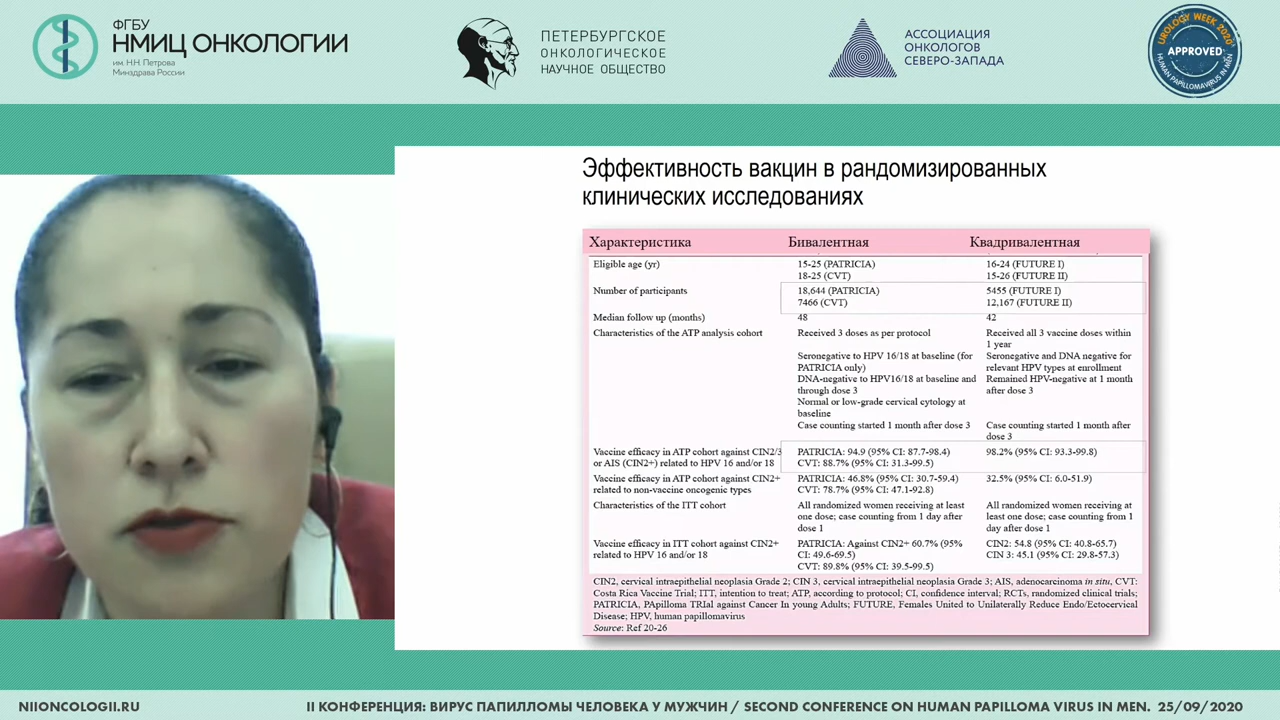 ФГБУ
НМИЦ ОНКОЛОГИИ
им. Н.Н. Петрова
Минздрава России
ПЕТЕРБУРГСКОЕ
ОНКОЛОГИЧЕСКОЕ
НАУЧНОЕ ОБЩЕСТВО
АССОЦИАЦИЯ
ОНКОЛОГОВ
СЕВЕРО-ЗАПАДА
UROLOGY WEEK 2020
APPROVED
HUMAN PAPILLOMAVIRUS IN MEN
Эффективность вакцин в рандомизированных
клинических исследованиях
Характеристика Бивалентная Квадривалентная
Eligible age (yr) 15-25 (PATRICIA) 16-24 (FUTURE I)
18-25 (CVT) 15-26 (FUTURE II)
Number of participants 18,644 (PATRICIA) 5455 (FUTURE I)
7466 (CVT) 12,167 (FUTURE II)
Median follow up (months) 48 42
Characteristics of the ATP analysis cohort Received 3 doses as per protocol Received all 3 vaccine doses within
1 year
Seronegative to HPV 16/18 at baseline (for Seronegative and DNA negative for
PATRICIA only) relevant HPV types at enrollment
DNA-negative to HPV16/18 at baseline and Remained HPV-negative at 1 month
through dose 3 after dose 3
Normal or low-grade cervical cytology at
baseline
Case counting started 1 month after dose 3 Case counting started 1 month after
dose 3
Vaccine efficacy in ATP cohort against CIN2/3 PATRICIA: 94.9 (95% CI: 87.7-98.4) 98.2% (95% CI: 93.3-99.8)
or AIS (CIN2+) related to HPV 16 and/or 18 CVT: 88.7% (95% CI: 31.3-99.5)
Vaccine efficacy in ATP cohort against CIN2+ PATRICIA: 46.8% (95% CI: 30.7-59.4) 32.5% (95% CI: 6.0-51.9)
related to non-vaccine oncogenic types CVT: 78.7% (95% CI: 47.1-92.8)
Characteristics of the ITT cohort All randomized women receiving at least All randomized women receiving at
one dose; case counting from 1 day after least one dose; case counting from 1
dose 1 day after dose 1
Vaccine efficacy in ITT cohort against CIN2+ PATRICIA: Against CIN2+ 60.7% (95% CIN2: 54.8 (95% CI: 40.8-65.7)
related to HPV 16 and/or 18 CI: 49.6-69.5) CIN 3: 45.1 (95% CI: 29.8-57.3)
CVT: 89.8% (95% CI: 39.5-99.5)
CIN2, cervical intraepithelial neoplasia Grade 2; CIN 3, cervical intraepithelial neoplasia Grade 3; AIS, adenocarcinoma in situ, CVT:
Costa Rica Vaccine Trial; ITT, intention to treat; ATP, according to protocol; CI, confidence interval; RCTs, randomized clinical trials;
PATRICIA, PApilloma TRIal against Cancer In young Adults; FUTURE, Females United to Unilaterally Reduce Endo/Ectocervical
Disease; HPV, human papillomavirus
Source: Ref 20-26
NIIONCOLOGII.RU II КОНФЕРЕНЦИЯ: ВИРУС ПАПИЛЛОМЫ ЧЕЛОВЕКА У МУЖЧИН / SECOND CONFERENCE ON HUMAN PAPILLOMA VIRUS IN MEN. 25/09/2020